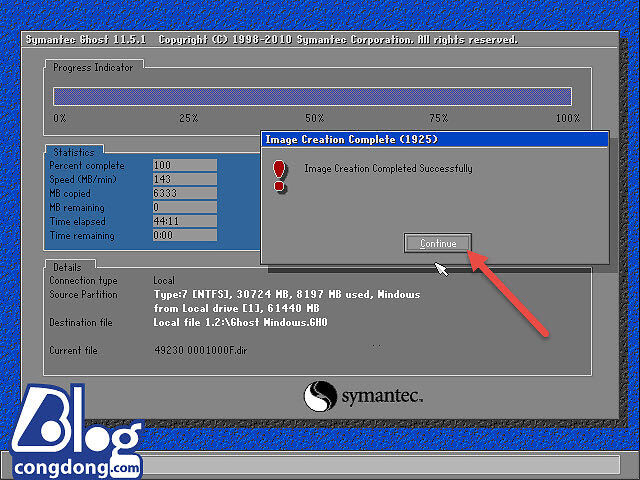 Symantec Ghost 11.5.1 Copyright (C) 1998-2010 Symantec Corporation. All rights reserved.
Progress Indicator
0% 25% 50% 75% 100%
Image Creation Complete (1925)
Image Creation Completed Successfully
Continue
Statistics
Percent complete 100
Speed (MB/min) 143
MB copied 6333
MB remaining 0
Time elapsed 44:11
Time remaining 0:00
Details
Connection type Local
Source Partition Type:7 [NTFS], 30724 MB, 8197 MB used, Windows
from Local drive [1], 61440 MB
Destination file Local file 1.2:\Ghost Windows.GHO
Current file 49230 0001000F.dir
symantec.
Blog
congdong.com